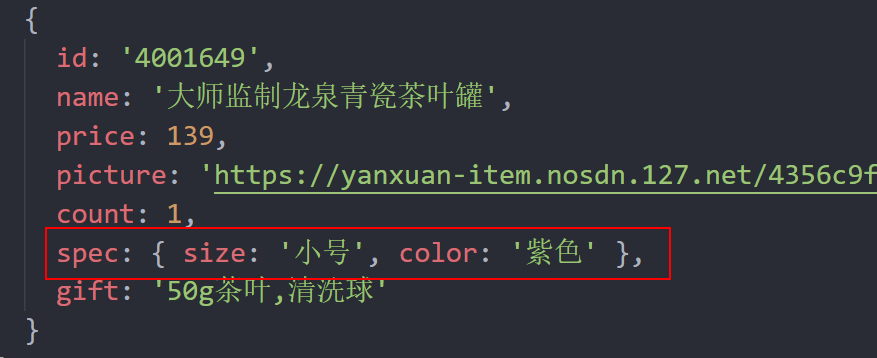 {
id: '4001649',
name: '大师监制龙泉青瓷茶叶罐',
price: 139,
picture: 'https://yanxuan-item.nosdn.127.net/4356c9f
count: 1,
spec: { size: '小号', color: '紫色' },
gift: '50g茶叶,清洗球'
}